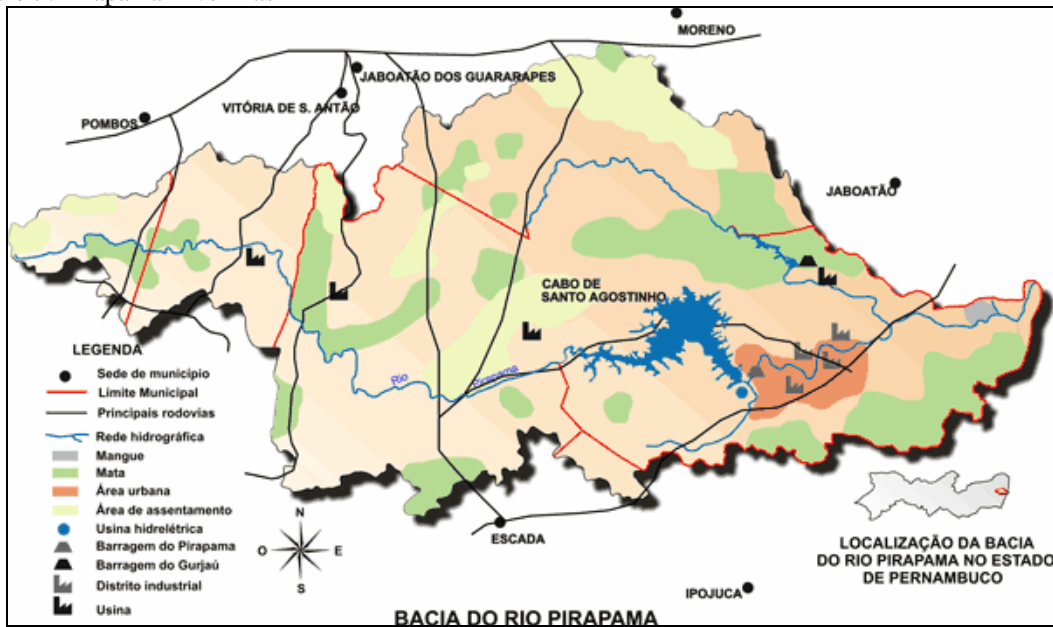 MORENO
JABOATÃO DOS GUARARAPES
VITÓRIA DE S. ANTÃO
POMBOS
JABOATÃO
CABO DE
SANTO AGOSTINHO
Rio Pirapama
LEGENDA
Sede de município
Limite Municipal
Principais rodovias
Rede hidrográfica
Mangue
Mata
Área urbana
Área de assentamento
Usina hidrelétrica
Barragem do Pirapama
Barragem do Gurjaú
Distrito industrial
Usina
N
O E
S
ESCADA
IPOJUCA
LOCALIZAÇÃO DA BACIA
DO RIO PIRAPAMA NO ESTADO
DE PERNAMBUCO
BACIA DO RIO PIRAPAMA